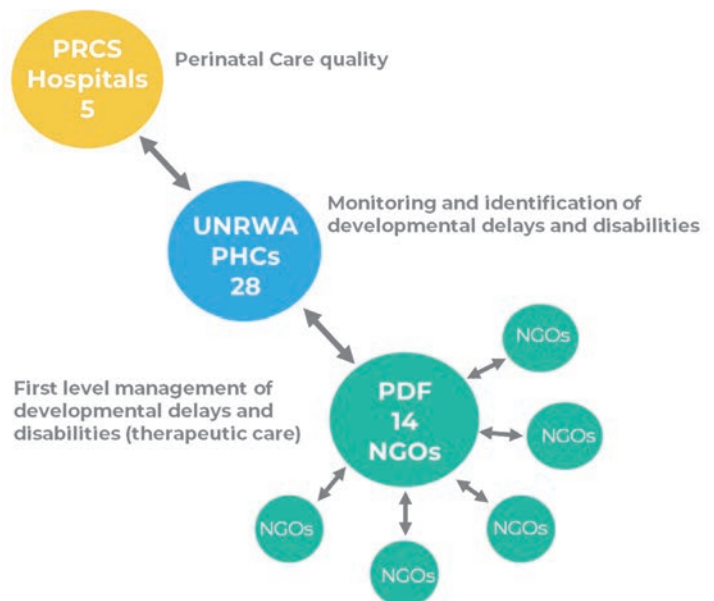 PRCS
Hospitals
5
Perinatal Care quality
UNRWA
PHCs
28
Monitoring and identification of
developmental delays and disabilities
First level management of
developmental delays and
disabilities (therapeutic care)
PDF
14
NGOs
NGOs
NGOs
NGOs
NGOs
NGOs